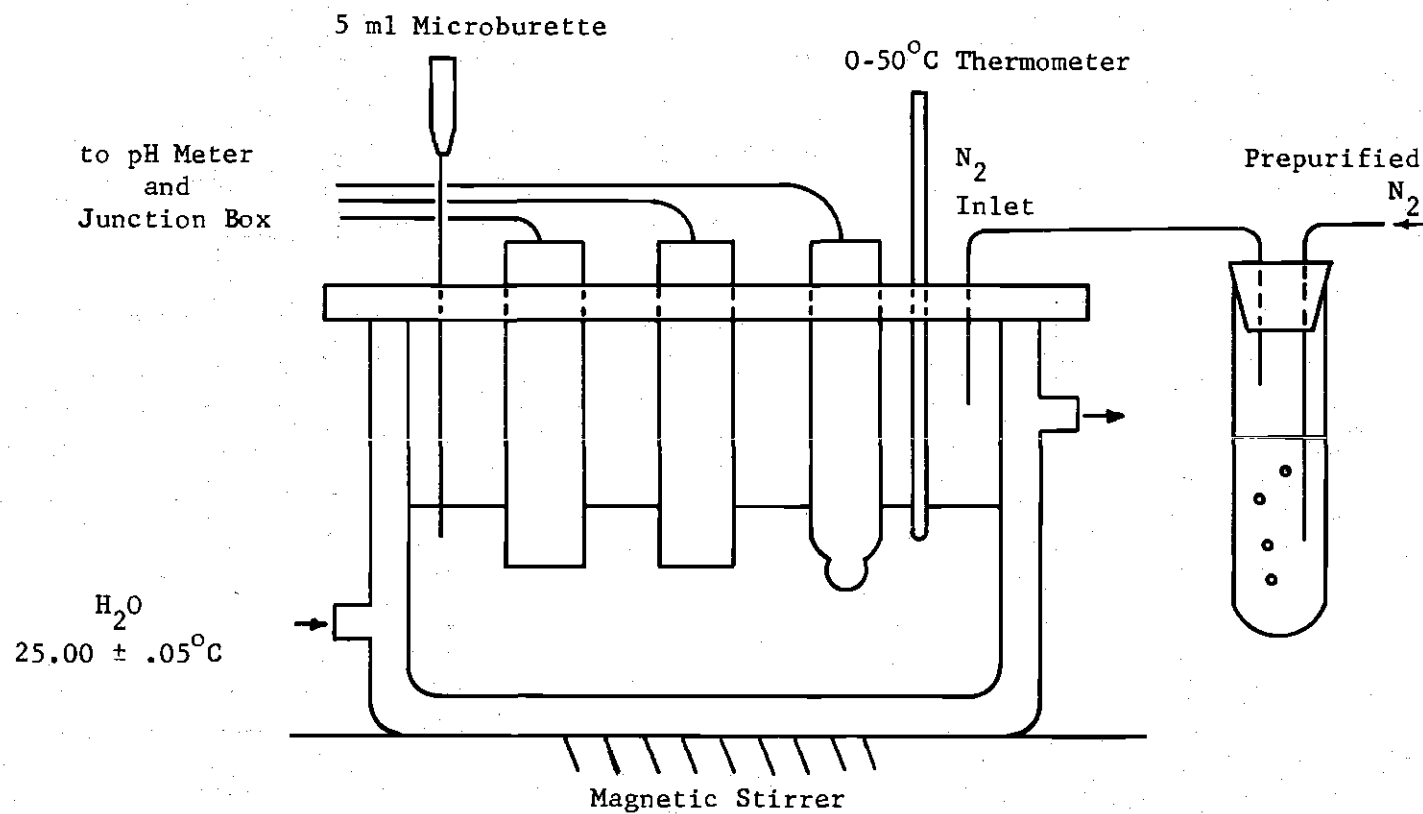 5 ml Microburette
0-50°C Thermometer
to pH Meter
and
Junction Box
N2
Inlet
Prepurified
N2
H2O
25.00 ± .05°C
Magnetic Stirrer